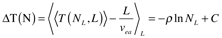 ΔT(N) = ⟨⟨T(N_L, L)⟩ − L/v_ea⟩_L = −ρ ln N_L + C